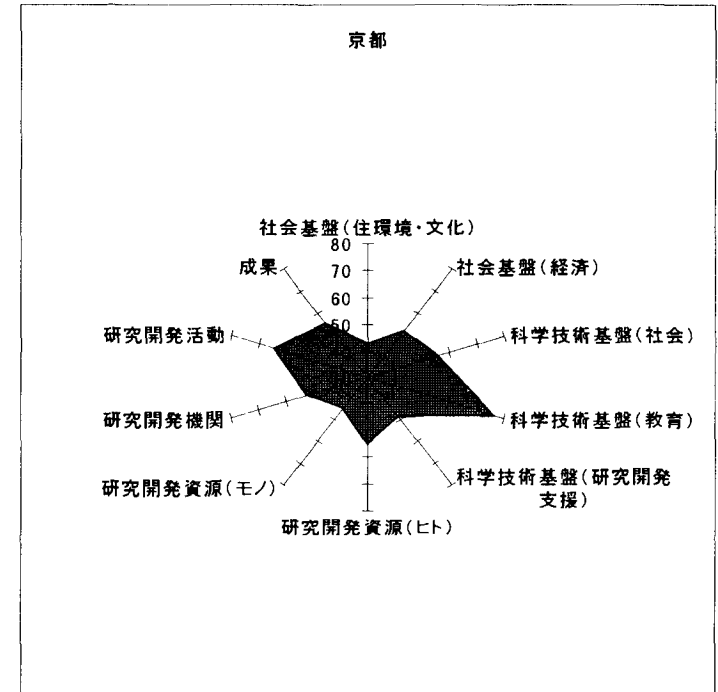 京都
社会基盤(住環境・文化)
80
70
60
50
成果
社会基盤(経済)
研究開発活動
科学技術基盤(社会)
研究開発機関
科学技術基盤(教育)
研究開発資源(モノ)
科学技術基盤(研究開発
支援)
研究開発資源(ヒト)